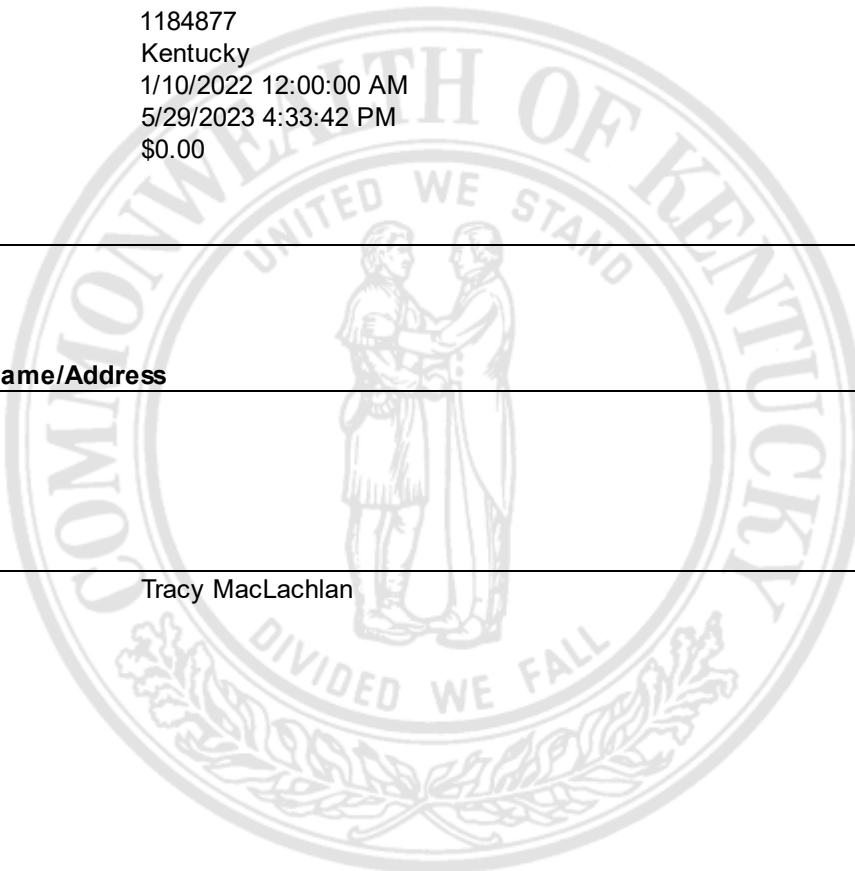 1184877
Kentucky
1/10/2022 12:00:00 AM
5/29/2023 4:33:42 PM
$0.00
COMMONWEALTH OF KENTUCKY
UNITED WE STAND
ame/Address
Tracy MacLachlan
DIVIDED WE FALL